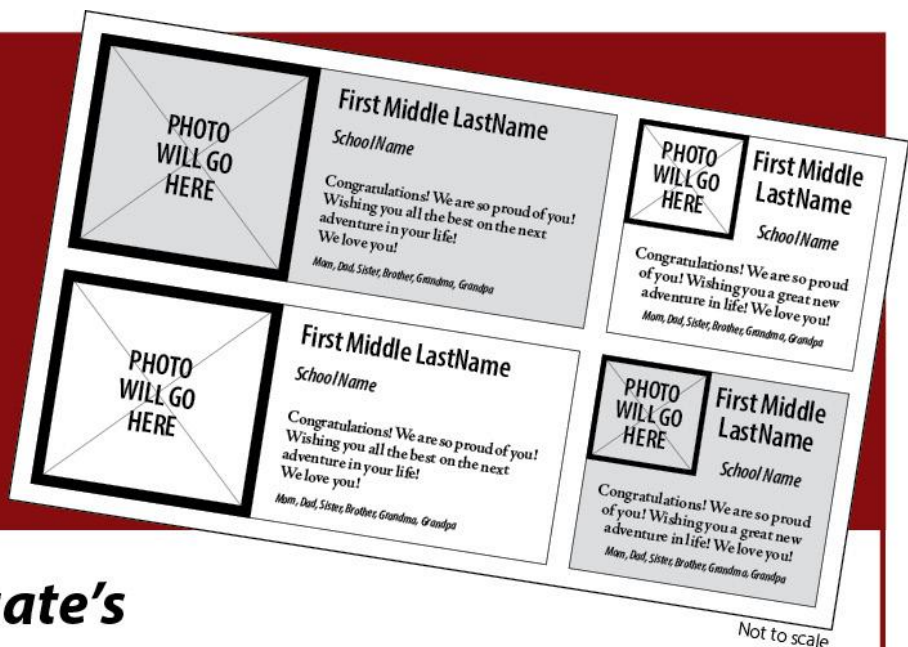 PHOTO
WILL GO
HERE
First Middle LastName
SchoolName
Congratulations! We are so proud of you!
Wishing you all the best on the next
adventure in your life!
We love you!
Mom, Dad, Sister, Brother, Grandma, Grandpa
PHOTO
WILL GO
HERE
First Middle
LastName
SchoolName
Congratulations! We are so proud
of you! Wishing you a great new
adventure in life! We love you!
Mom, Dad, Sister, Brother, Grandma, Grandpa
PHOTO
WILL GO
HERE
First Middle LastName
SchoolName
Congratulations! We are so proud of you!
Wishing you all the best on the next
adventure in your life!
We love you!
Mom, Dad, Sister, Brother, Grandma, Grandpa
PHOTO
WILL GO
HERE
First Middle
LastName
School Name
Congratulations! We are so proud
of you! Wishing you a great new
adventure in life! We love you!
Mom, Dad, Sister, Brother, Grandma, Grandpa
Not to scale